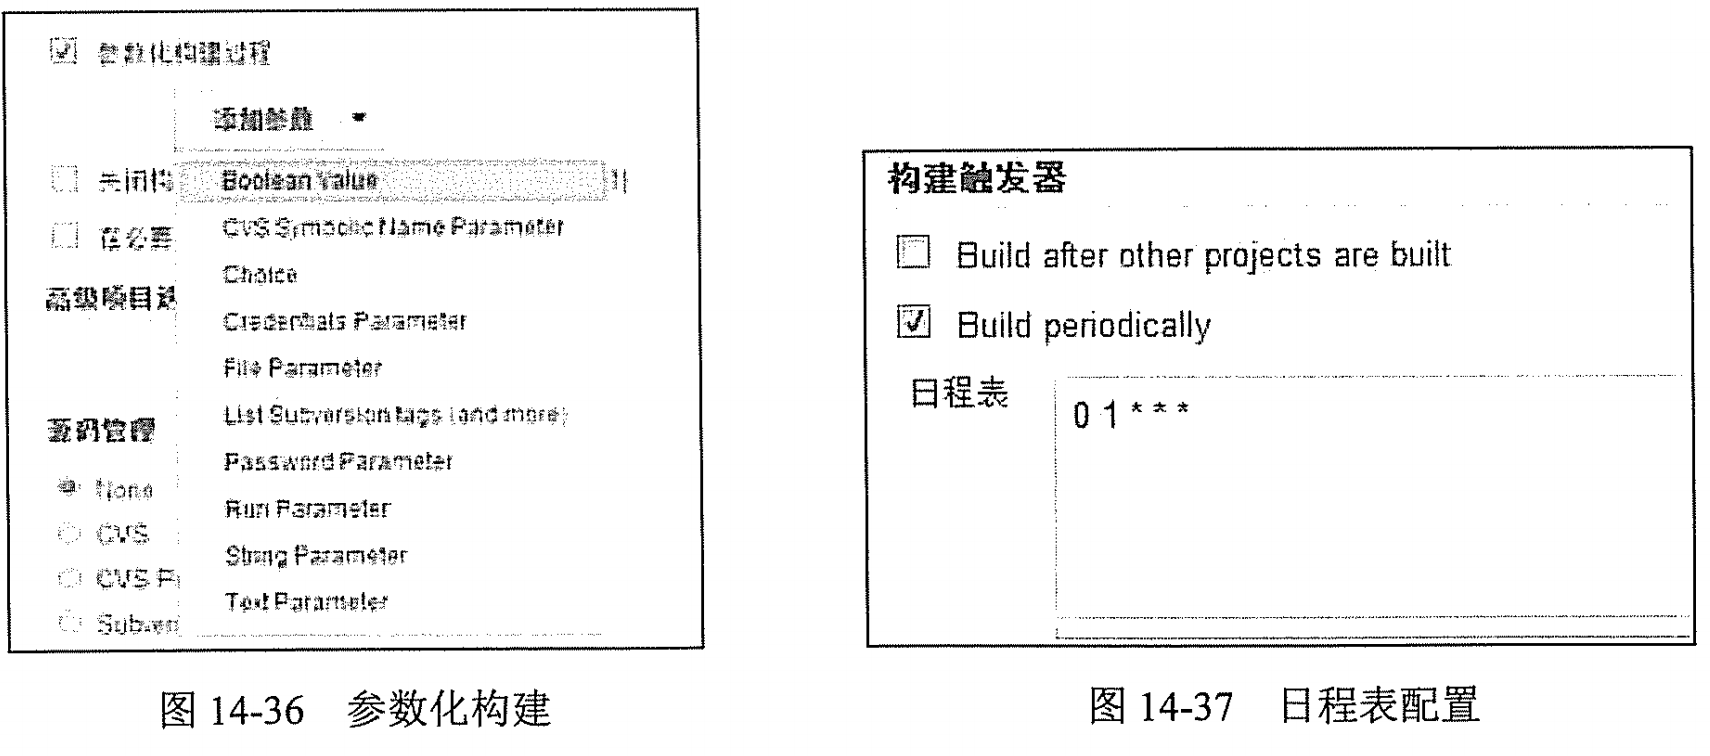 参数化构建过程
添加参数
关闭构
Boolean Value
在必要
CVS Symbolic Name Parameter
Choice
高级项目选
Credentials Parameter
File Parameter
List Subversion tags (and more)
源码管理
Password Parameter
None
Run Parameter
CVS
String Parameter
CVS Pr
Text Parameter
Subver
图 14-36 参数化构建
构建触发器
Build after other projects are built
Build periodically
日程表
0 1 * * *
图 14-37 日程表配置